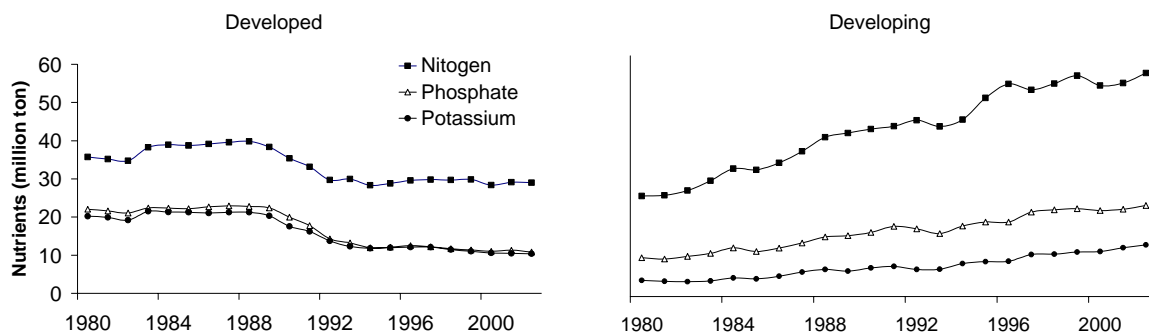 Developed
Developing
Nutrients (million ton)
60
50
40
30
20
10
0
Nitogen
Phosphate
Potassium
1980 1984 1988 1992 1996 2000
1980 1984 1988 1992 1996 2000